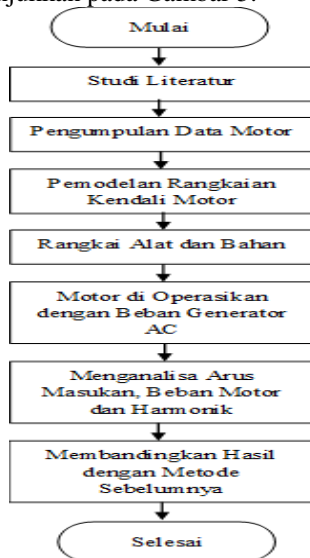 pada Gambar 3.
Mulai
Studi Literatur
Pengumpulan Data Motor
Pemodelan Rangkaian
Kendali Motor
Rangkai Alat dan Bahan
Motor di Operasikan
dengan Beban Generator
AC
Menganalisa Arus
Masukan, Beban Motor
dan Harmonik
Membandingkan Hasil
dengan Metode
Sebelumnya
Selesai